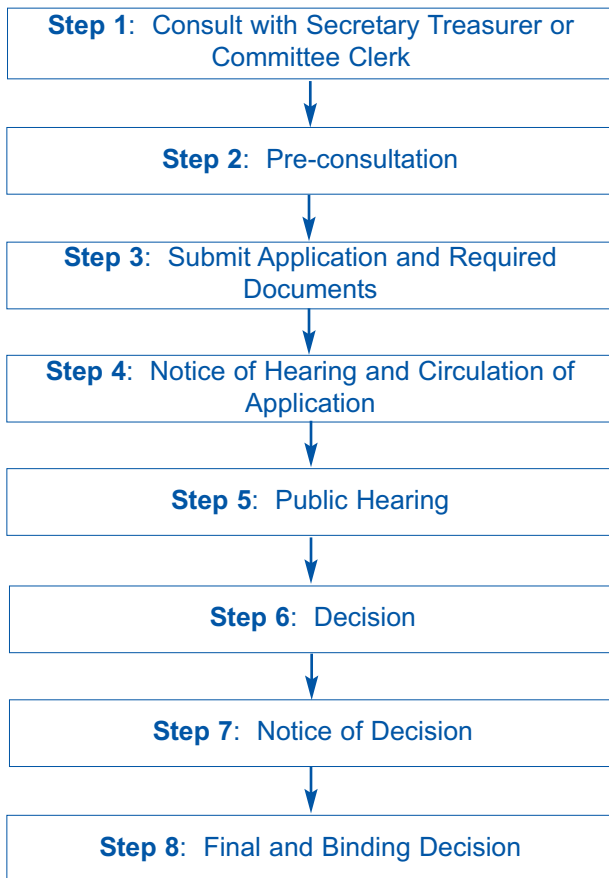 Step 1: Consult with Secretary Treasurer or
Committee Clerk
Step 2: Pre-consultation
Step 3: Submit Application and Required
Documents
Step 4: Notice of Hearing and Circulation of
Application
Step 5: Public Hearing
Step 6: Decision
Step 7: Notice of Decision
Step 8: Final and Binding Decision